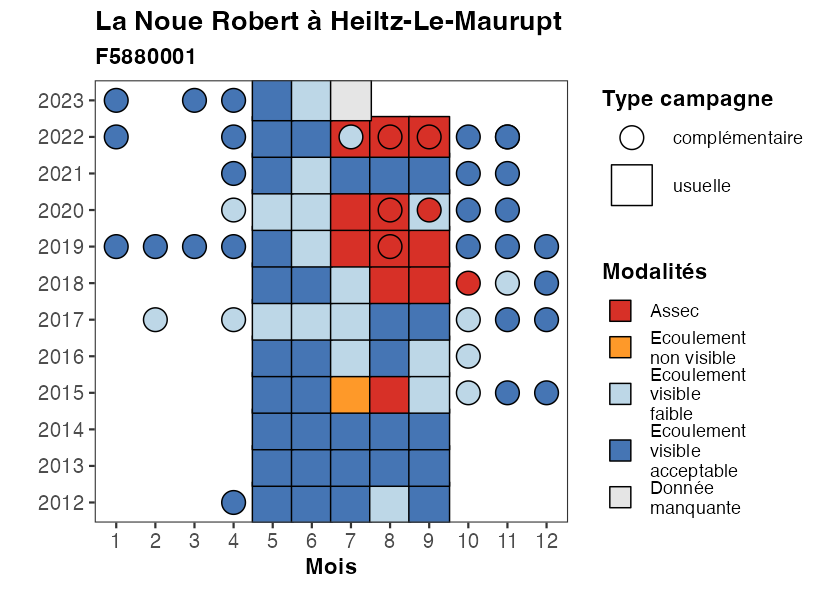 La Noue Robert à Heiltz-Le-Maurupt
F5880001
2023
2022
2021
2020
2019
2018
2017
2016
2015
2014
2013
2012
1 2 3 4 5 6 7 8 9 10 11 12
Mois
Type campagne
complémentaire
usuelle
Modalités
Assec
Ecoulement
non visible
Ecoulement
visible
faible
Ecoulement
visible
acceptable
Donnée
manquante